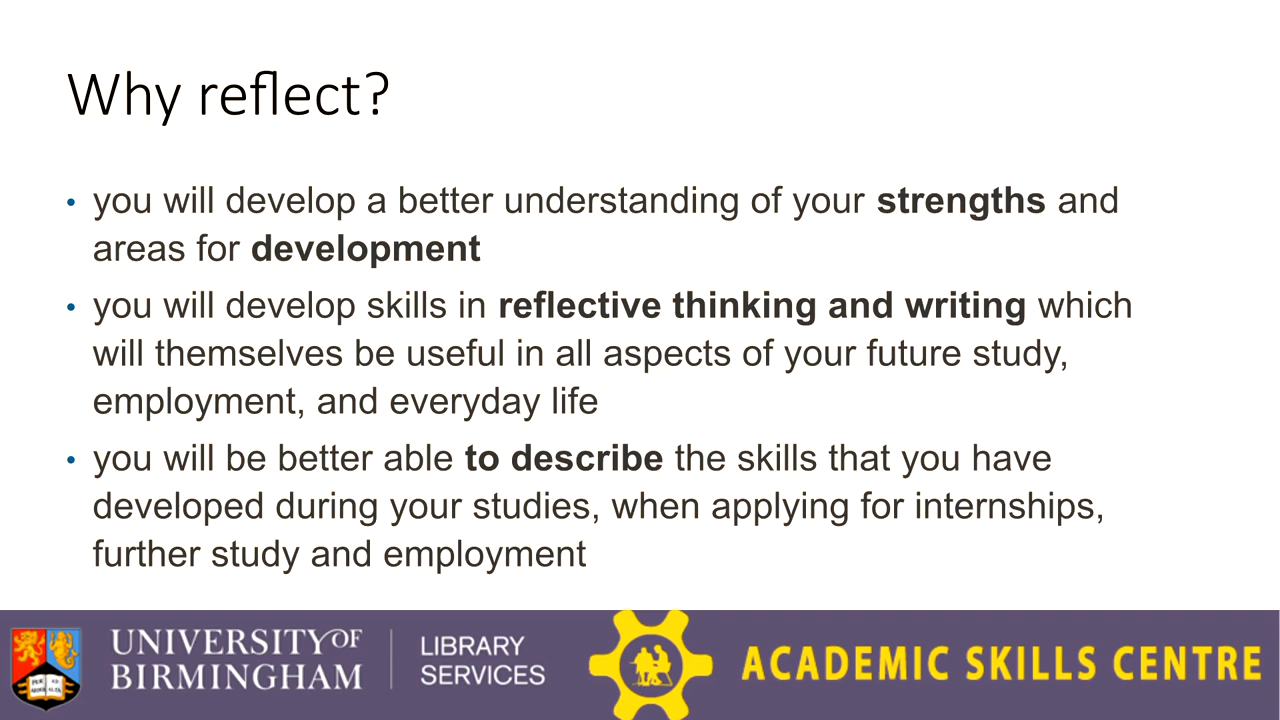 Why reflect?
• you will develop a better understanding of your strengths and
areas for development
• you will develop skills in reflective thinking and writing which
will themselves be useful in all aspects of your future study,
employment, and everyday life
• you will be better able to describe the skills that you have
developed during your studies, when applying for internships,
further study and employment
UNIVERSITY OF
BIRMINGHAM
LIBRARY
SERVICES
ACADEMIC SKILLS CENTRE